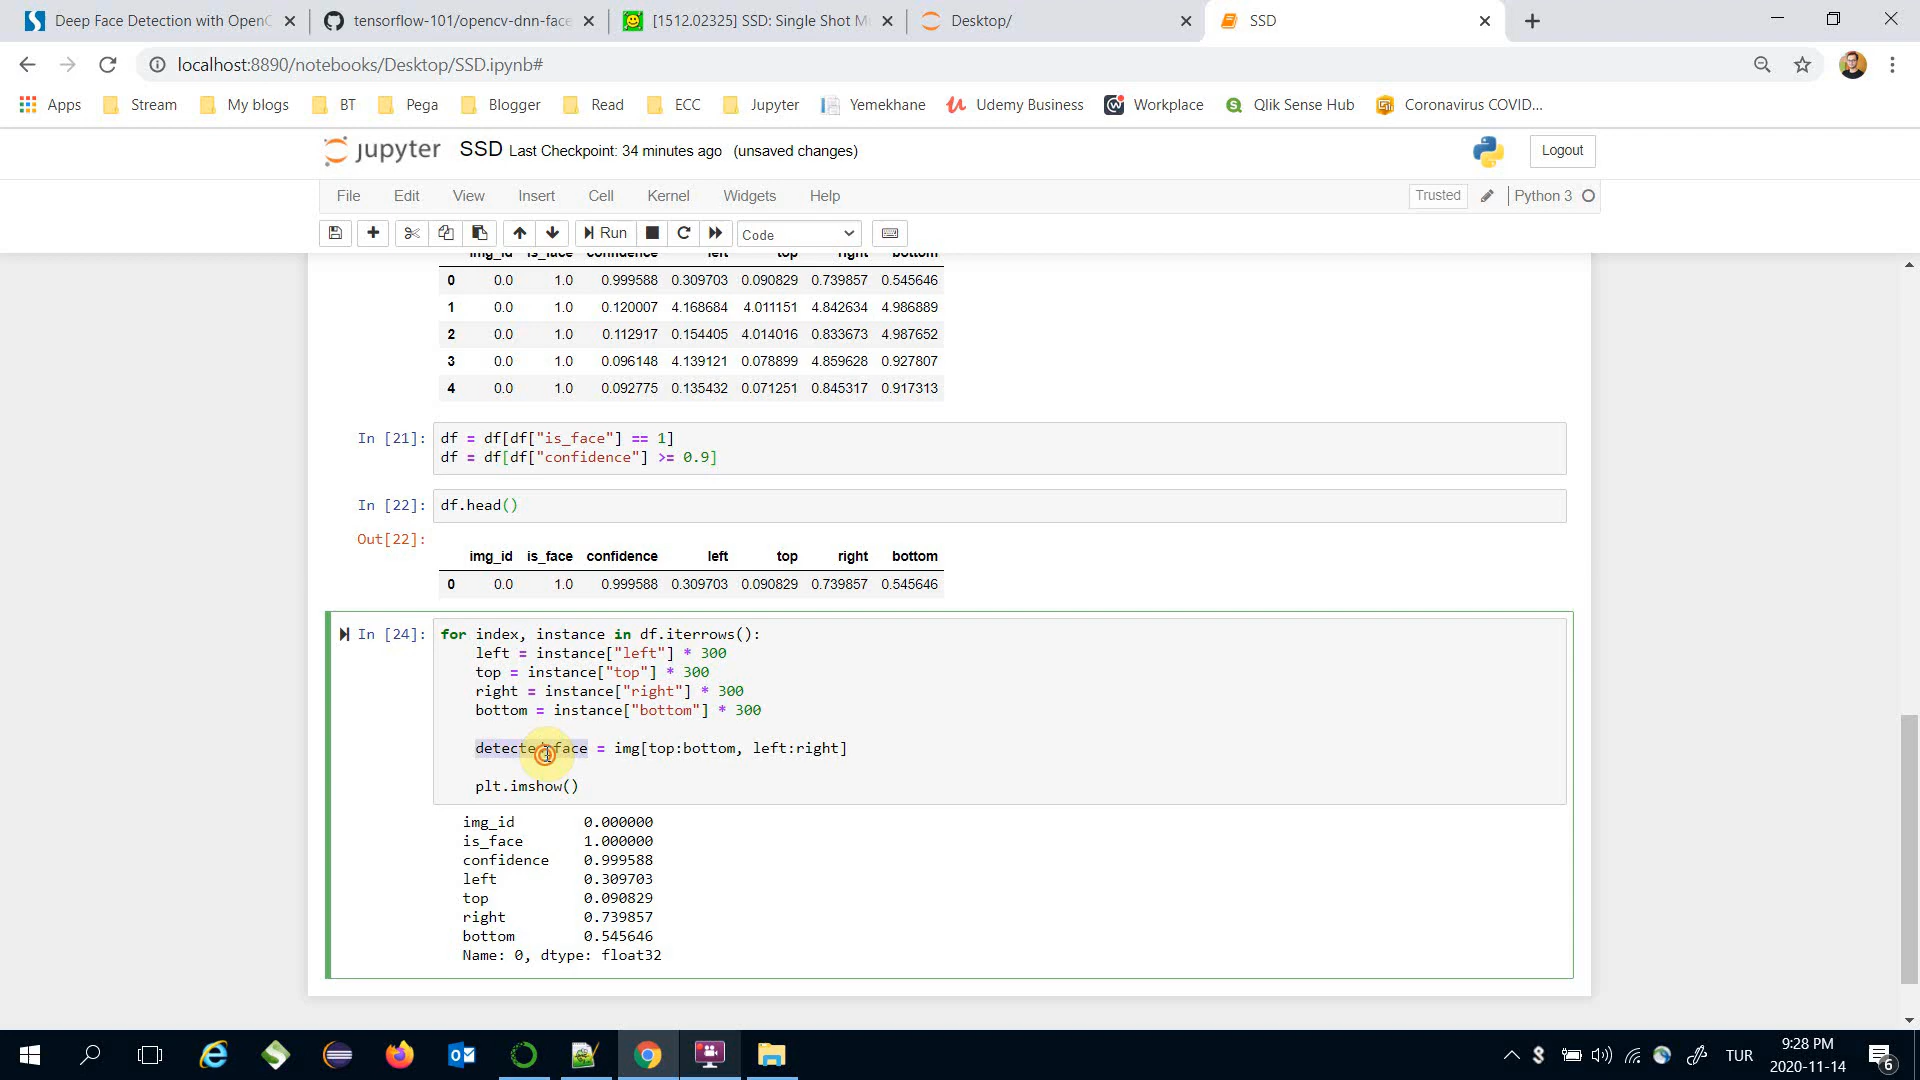 Deep Face Detection with OpenC
tensorflow-101/opencv-dnn-face
[1512.02325] SSD: Single Shot M
Desktop/
SSD
localhost:8890/notebooks/Desktop/SSD.ipynb#
Apps Stream My blogs BT Pega Blogger Read ECC Jupyter Yemekhane Udemy Business Workplace Qlik Sense Hub Coronavirus COVID...
jupyter SSD Last Checkpoint: 34 minutes ago (unsaved changes) Logout
File Edit View Insert Cell Kernel Widgets Help Trusted Python 3
Run Code
img_id is_face confidence left top right bottom
0 0.0 1.0 0.999588 0.309703 0.090829 0.739857 0.545646
1 0.0 1.0 0.120007 4.168684 4.011151 4.842634 4.986889
2 0.0 1.0 0.112917 0.154405 4.014016 0.833673 4.987652
3 0.0 1.0 0.096148 4.139121 0.078899 4.859628 0.927807
4 0.0 1.0 0.092775 0.135432 0.071251 0.845317 0.917313
In [21]: df = df[df["is_face"] == 1]
df = df[df["confidence"] >= 0.9]
In [22]: df.head()
Out[22]:
img_id is_face confidence left top right bottom
0 0.0 1.0 0.999588 0.309703 0.090829 0.739857 0.545646
In [24]: for index, instance in df.iterrows():
left = instance["left"] * 300
top = instance["top"] * 300
right = instance["right"] * 300
bottom = instance["bottom"] * 300
detected_face = img[top:bottom, left:right]
plt.imshow()
img_id 0.000000
is_face 1.000000
confidence 0.999588
left 0.309703
top 0.090829
right 0.739857
bottom 0.545646
Name: 0, dtype: float32
TUR
9:28 PM
2020-11-14
6